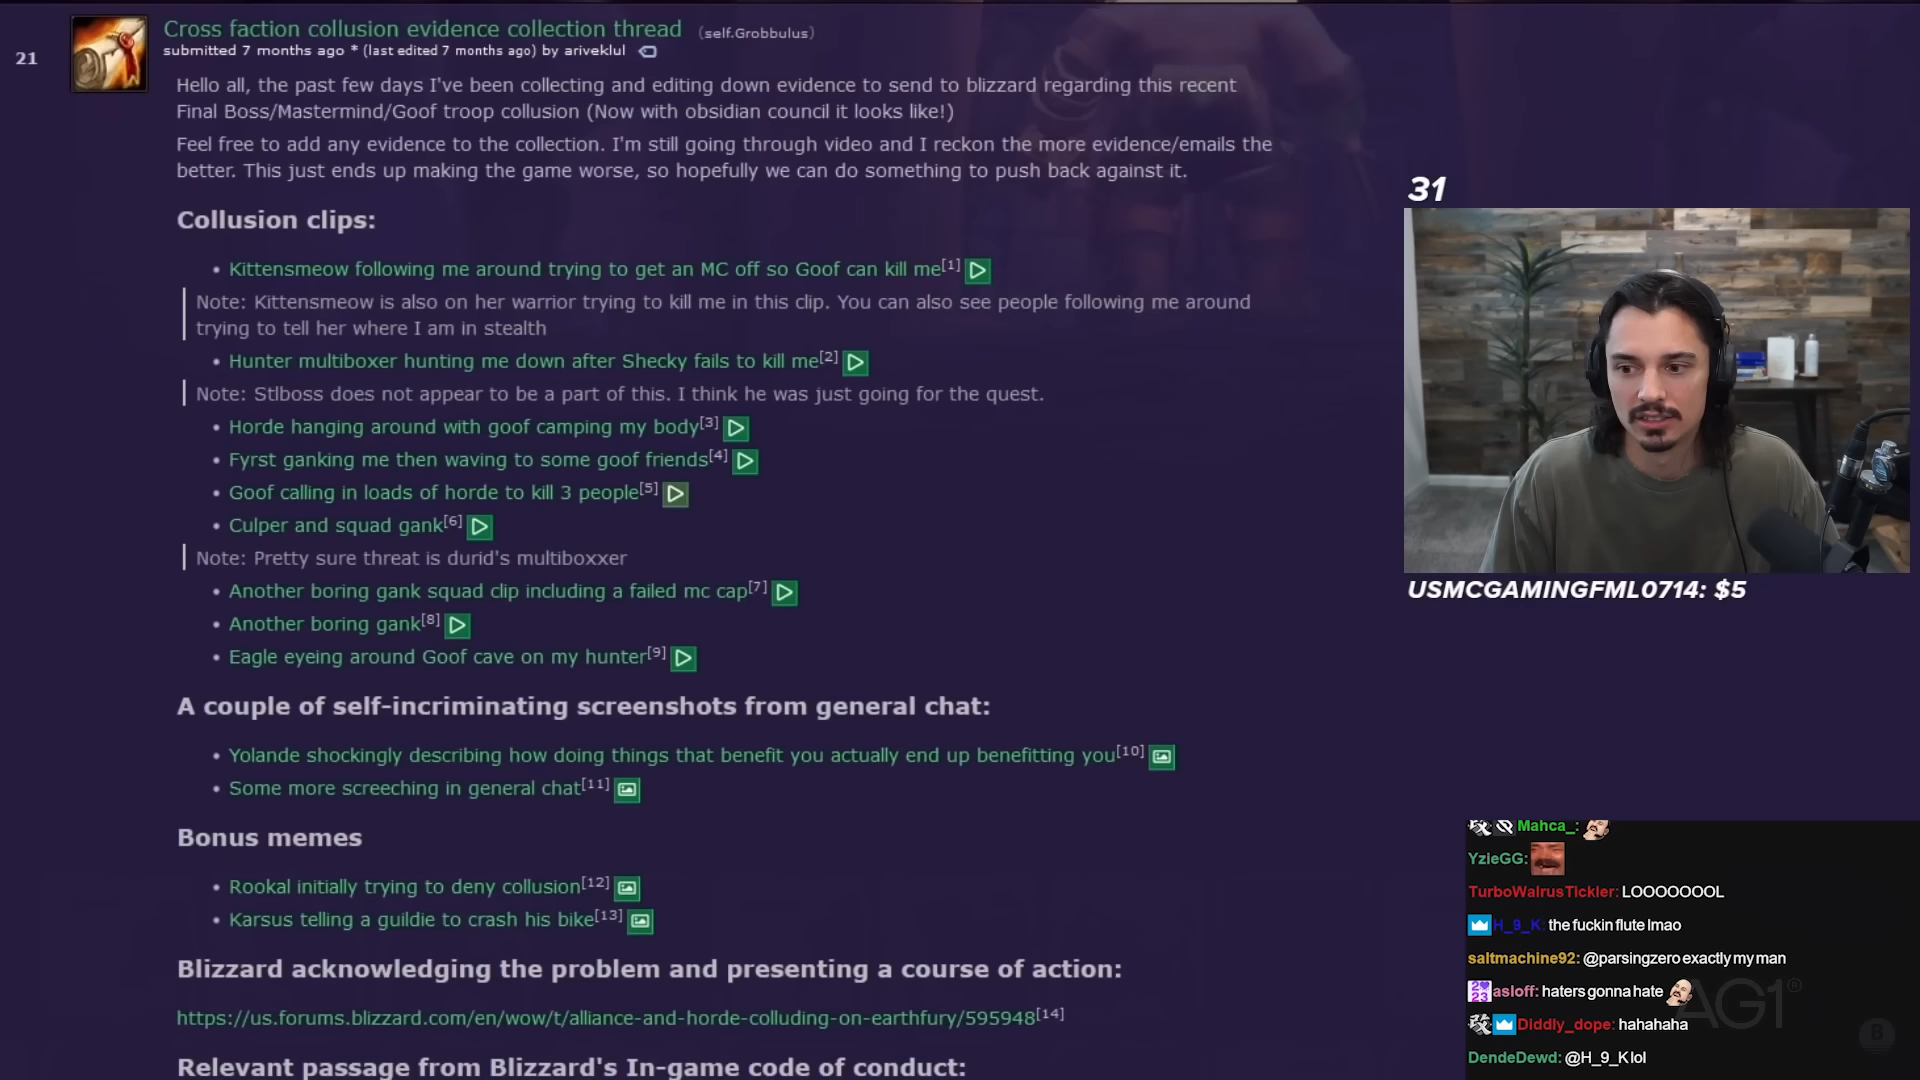 21
Cross faction collusion evidence collection thread (self.Grobbulus)
submitted 7 months ago * (last edited 7 months ago) by ariveklul
Hello all, the past few days I've been collecting and editing down evidence to send to blizzard regarding this recent
Final Boss/Mastermind/Goof troop collusion (Now with obsidian council it looks like!)
Feel free to add any evidence to the collection. I'm still going through video and I reckon the more evidence/emails the
better. This just ends up making the game worse, so hopefully we can do something to push back against it.
Collusion clips:
• Kittensmeow following me around trying to get an MC off so Goof can kill me[1]
Note: Kittensmeow is also on her warrior trying to kill me in this clip. You can also see people following me around
trying to tell her where I am in stealth
• Hunter multiboxer hunting me down after Shecky fails to kill me[2]
Note: Stlboss does not appear to be a part of this. I think he was just going for the quest.
• Horde hanging around with goof camping my body[3]
• Fyrst ganking me then waving to some goof friends[4]
• Goof calling in loads of horde to kill 3 people[5]
• Culper and squad gank[6]
Note: Pretty sure threat is durid's multiboxxer
• Another boring gank squad clip including a failed mc cap[7]
• Another boring gank[8]
• Eagle eyeing around Goof cave on my hunter[9]
A couple of self-incriminating screenshots from general chat:
• Yolande shockingly describing how doing things that benefit you actually end up benefitting you[10]
• Some more screeching in general chat[11]
Bonus memes
• Rookal initially trying to deny collusion[12]
• Karsus telling a guildie to crash his bike[13]
Blizzard acknowledging the problem and presenting a course of action:
https://us.forums.blizzard.com/en/wow/t/alliance-and-horde-colluding-on-earthfury/595948[14]
Relevant passage from Blizzard's In-game code of conduct:
31
USMCGAMINGFML0714: $5
Mahca_:
YzieGG:
TurboWalrusTickler: LOOOOOOOL
H_9_K: the fuckin flute lmao
saltmachine92: @parsingzero exactly my man
asloff: haters gonna hate
Diddly_dope: hahahaha
DendeDewd: @H_9_K lol
AG1®
B